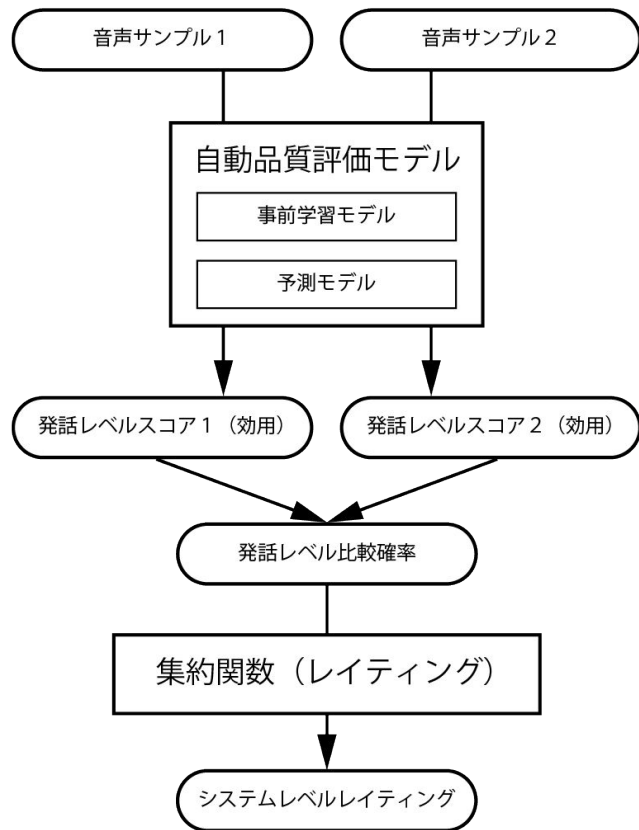 音声サンプル1
音声サンプル2
自動品質評価モデル
事前学習モデル
予測モデル
発話レベルスコア1（効用）
発話レベルスコア2（効用）
発話レベル比較確率
集約関数（レイティング）
システムレベルレイティング